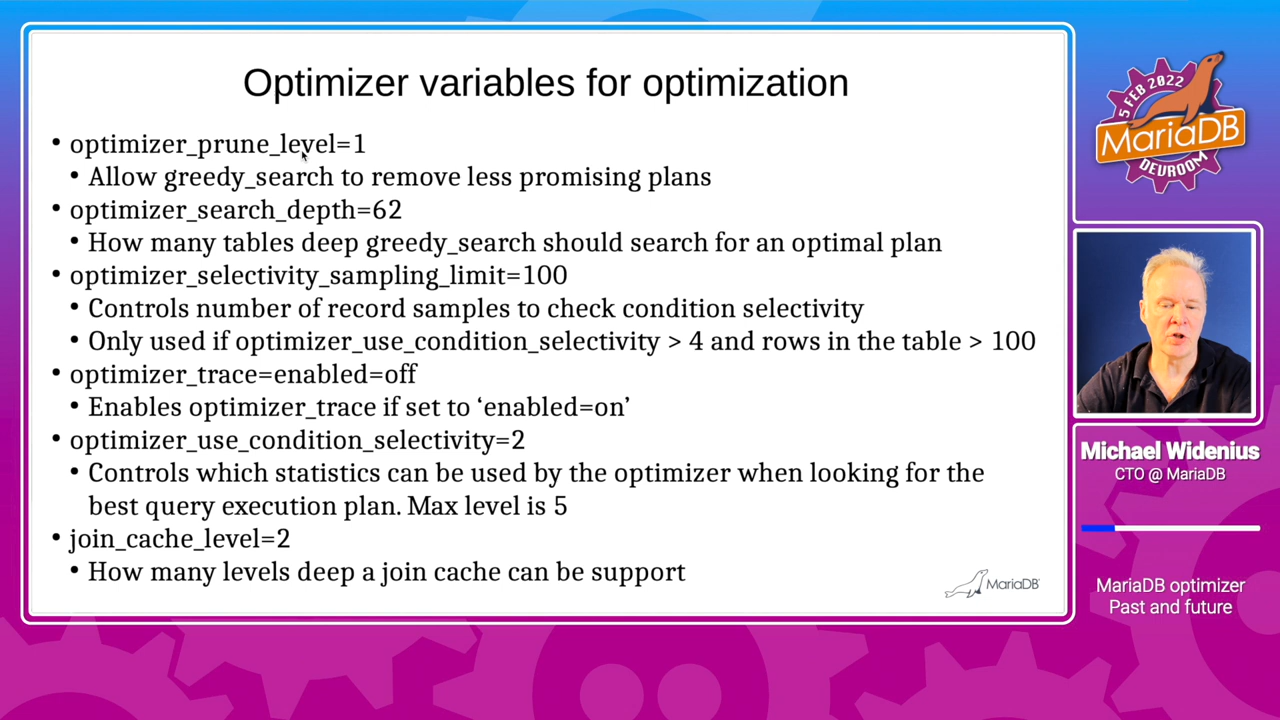 Optimizer variables for optimization
• optimizer_prune_level=1
• Allow greedy_search to remove less promising plans
• optimizer_search_depth=62
• How many tables deep greedy_search should search for an optimal plan
• optimizer_selectivity_sampling_limit=100
• Controls number of record samples to check condition selectivity
• Only used if optimizer_use_condition_selectivity > 4 and rows in the table > 100
• optimizer_trace=enabled=off
• Enables optimizer_trace if set to ‘enabled=on’
• optimizer_use_condition_selectivity=2
• Controls which statistics can be used by the optimizer when looking for the
best query execution plan. Max level is 5
• join_cache_level=2
• How many levels deep a join cache can be support
MariaDB
5 FEB 2022
MariaDB
DEVROOM
Michael Widenius
CTO @ MariaDB
MariaDB optimizer
Past and future